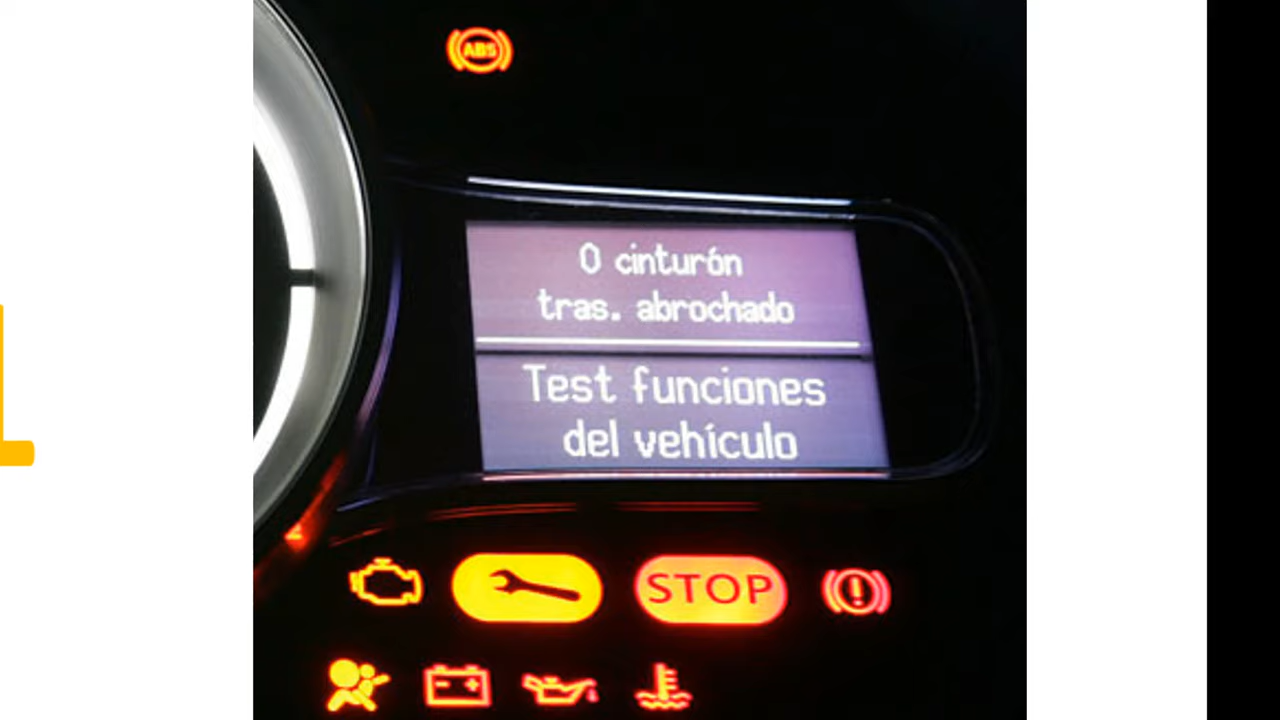 ABS
0 cinturón
tras. abrochado
Test funciones
del vehículo
STOP